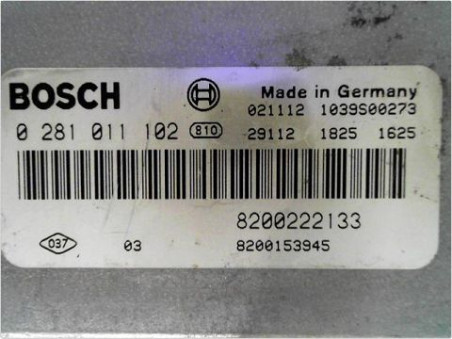 BOSCH
Made in Germany
021112 1039S00273
0 281 011 102 810 29112 1825 1625
8200222133
037 03 8200153945